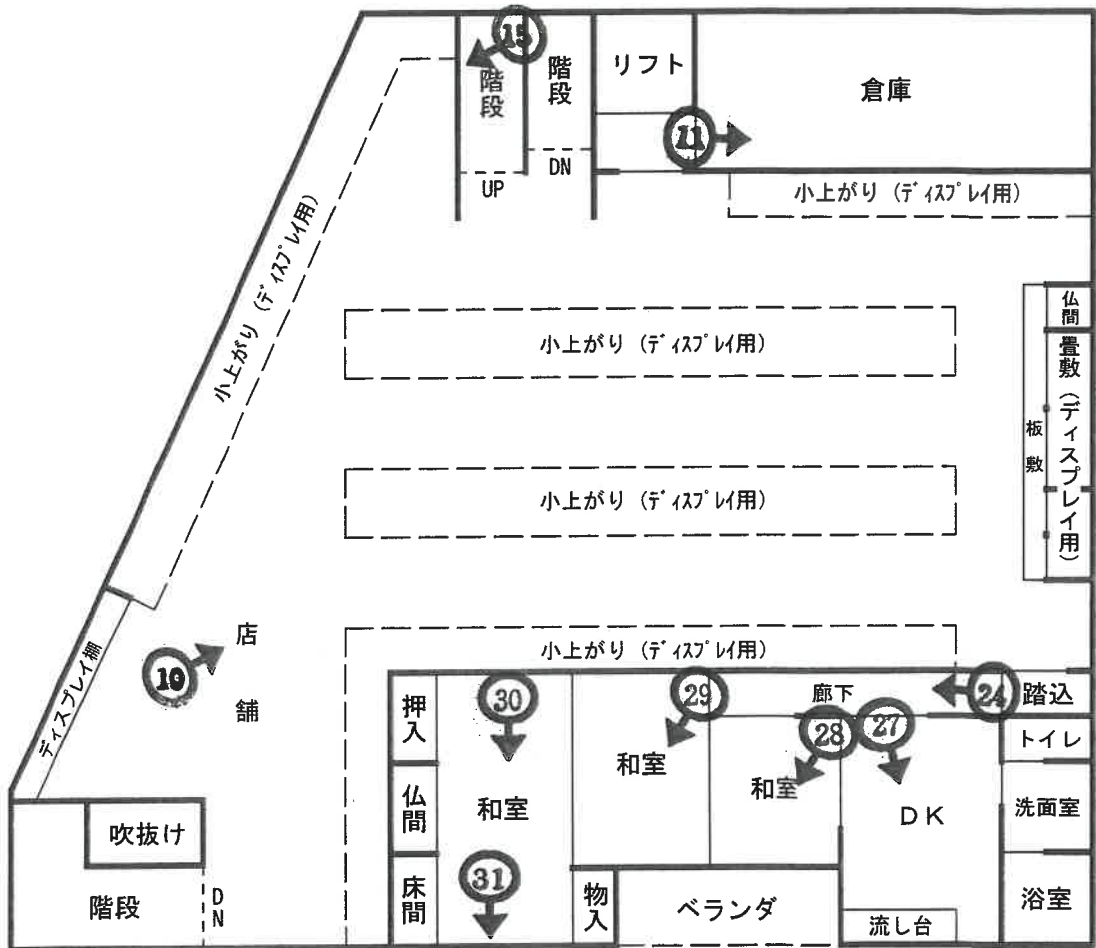 15
階段
階段
リフト
倉庫
11
DN
UP
小上がり（ディスプレイ用）
小上がり（ディスプレイ用）
小上がり（ディスプレイ用）
仏間
畳敷（ディスプレイ用）
板敷
小上がり（ディスプレイ用）
小上がり（ディスプレイ用）
店舗
10
ディスプレイ棚
押入
30
29
廊下
24
踏込
28
27
トイレ
和室
和室
仏間
和室
DK
洗面室
吹抜け
31
床間
物入
ベランダ
浴室
階段
DN
流し台